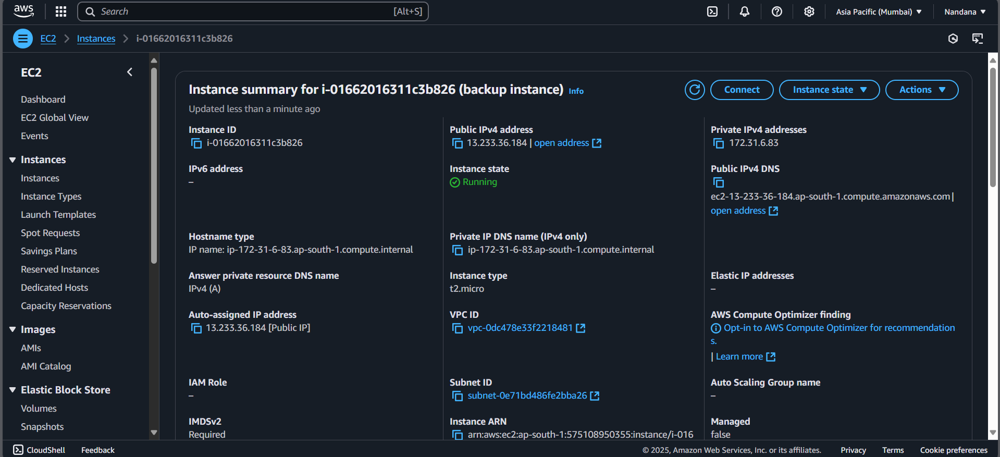 aws
Search [Alt+S]
Asia Pacific (Mumbai)
Nandana
EC2 Instances i-01662016311c3b826
EC2
Dashboard
EC2 Global View
Events
Instances
Instances
Instance Types
Launch Templates
Spot Requests
Savings Plans
Reserved Instances
Dedicated Hosts
Capacity Reservations
Images
AMIs
AMI Catalog
Elastic Block Store
Volumes
Snapshots
Instance summary for i-01662016311c3b826 (backup instance) Info
Updated less than a minute ago
Connect
Instance state
Actions
Instance ID
i-01662016311c3b826
Public IPv4 address
13.233.36.184 | open address
Private IPv4 addresses
172.31.6.83
IPv6 address
–
Instance state
Running
Public IPv4 DNS
ec2-13-233-36-184.ap-south-1.compute.amazonaws.com |
open address
Hostname type
IP name: ip-172-31-6-83.ap-south-1.compute.internal
Private IP DNS name (IPv4 only)
ip-172-31-6-83.ap-south-1.compute.internal
Answer private resource DNS name
IPv4 (A)
Instance type
t2.micro
Elastic IP addresses
–
Auto-assigned IP address
13.233.36.184 [Public IP]
VPC ID
vpc-0dc478e33f2218481
AWS Compute Optimizer finding
Opt-in to AWS Compute Optimizer for recommendation
s.
| Learn more
IAM Role
–
Subnet ID
subnet-0e71bd486fe2bba26
Auto Scaling Group name
–
IMDSv2
Required
Instance ARN
arn:aws:ec2:ap-south-1:575108950355:instance/i-016
Managed
false
CloudShell Feedback
© 2025, Amazon Web Services, Inc. or its affiliates. Privacy Terms Cookie preferences